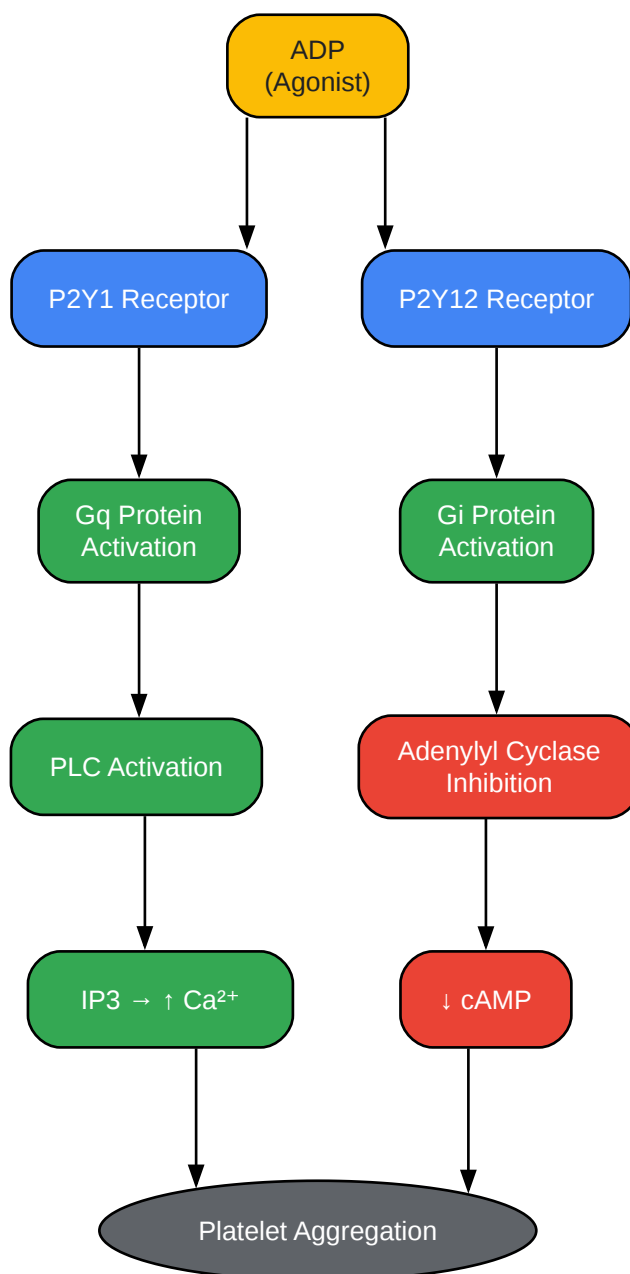 ADP
(Agonist)
P2Y1 Receptor
P2Y12 Receptor
Gq Protein
Activation
Gi Protein
Activation
PLC Activation
Adenylyl Cyclase
Inhibition
IP3 → ↑ Ca²⁺
↓ cAMP
Platelet Aggregation